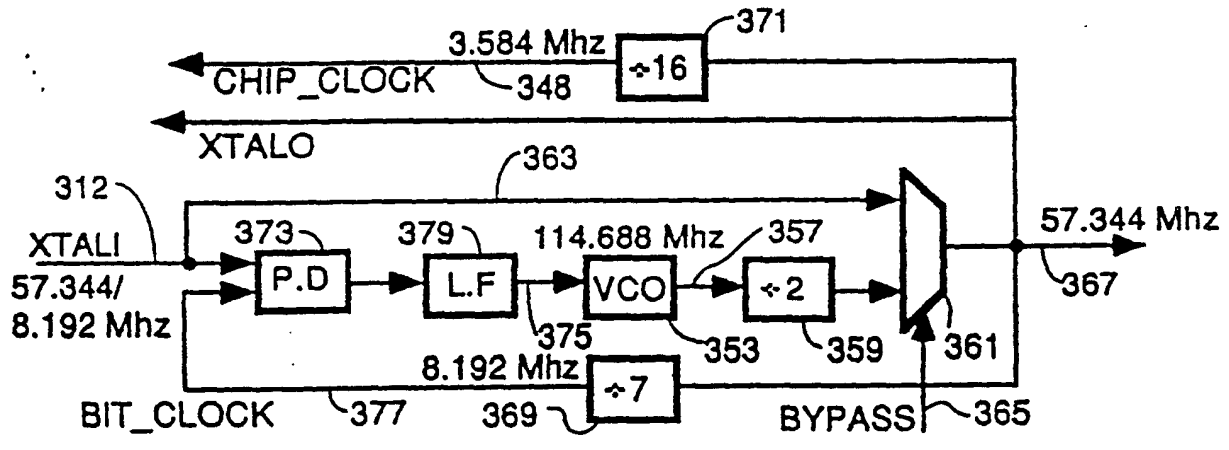 371
3.584 Mhz
÷16
CHIP_CLOCK
348
XTALO
363
312
XTALI
57.344/
8.192 Mhz
373
P.D
379
L.F
375
114.688 Mhz
357
VCO
353
÷2
359
361
57.344 Mhz
367
8.192 Mhz
÷7
369
BIT_CLOCK
377
BYPASS
365